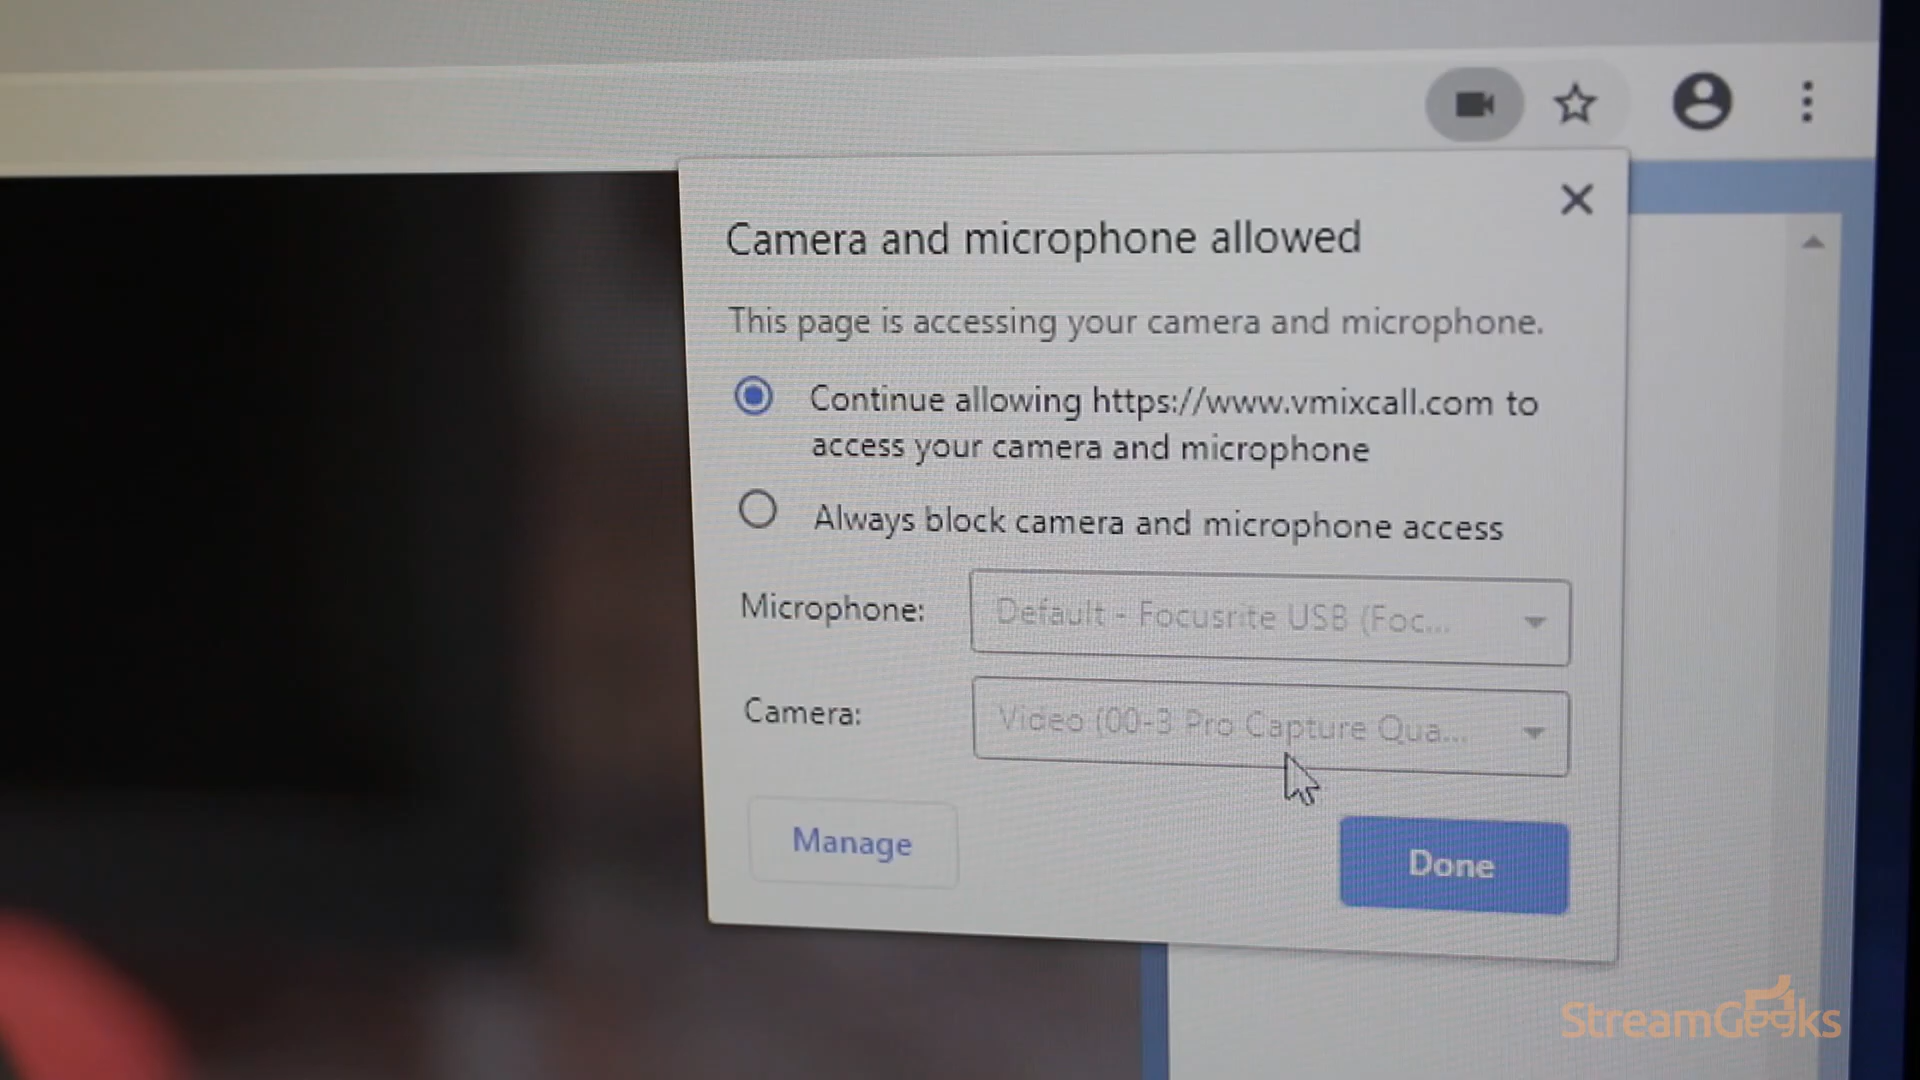 Camera and microphone allowed
This page is accessing your camera and microphone.
Continue allowing https://www.vmixcall.com to
access your camera and microphone
Always block camera and microphone access
Microphone: Default - Focusrite USB (Foc...
Camera: Video (00-3 Pro Capture Qua...
Manage
Done
StreamGeeks